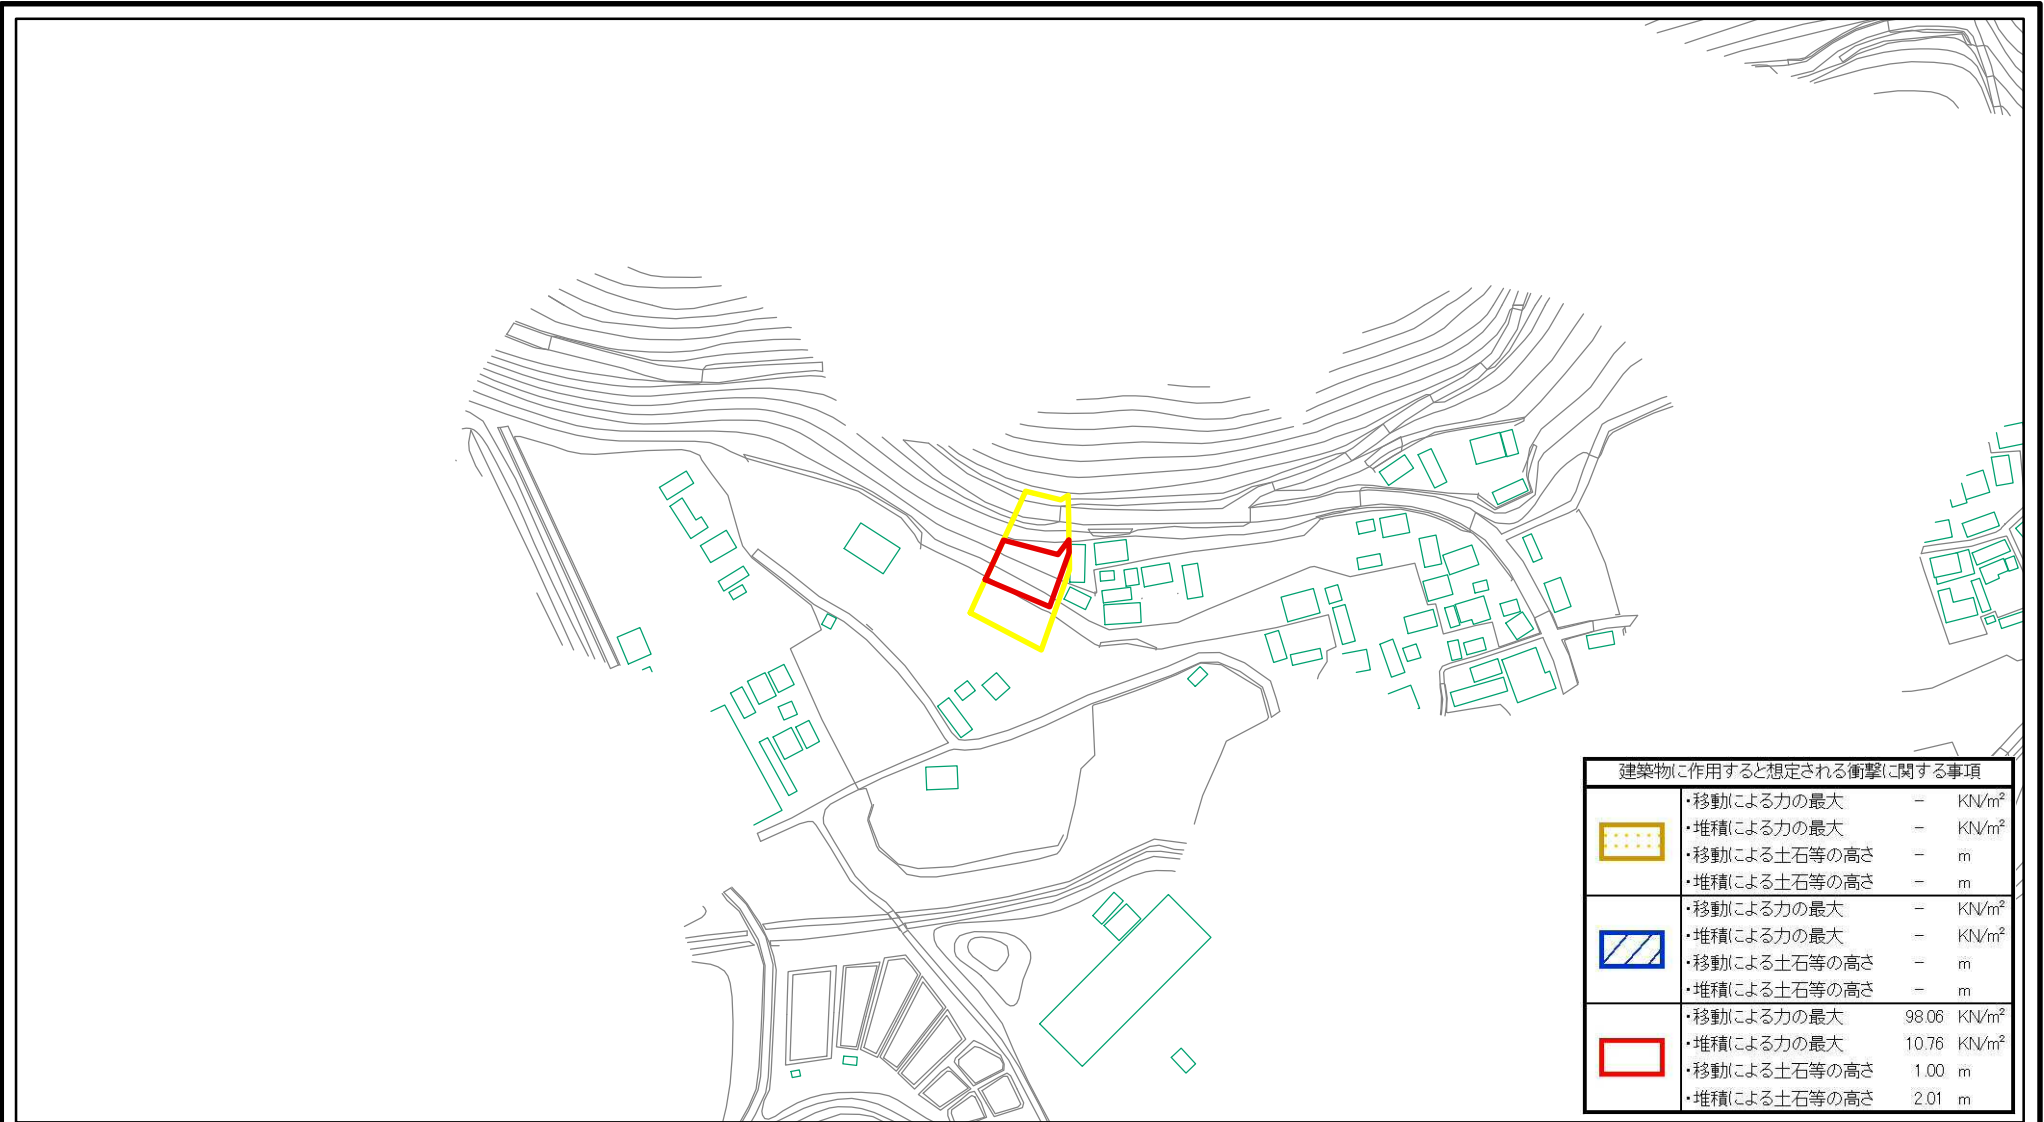 建築物に作用すると想定される衝撃に関する事項
・移動による力の最大 － KN/m²
・堆積による力の最大 － KN/m²
・移動による土石等の高さ － m
・堆積による土石等の高さ － m
・移動による力の最大 － KN/m²
・堆積による力の最大 － KN/m²
・移動による土石等の高さ － m
・堆積による土石等の高さ － m
・移動による力の最大 98.06 KN/m²
・堆積による力の最大 10.76 KN/m²
・移動による土石等の高さ 1.00 m
・堆積による土石等の高さ 2.01 m